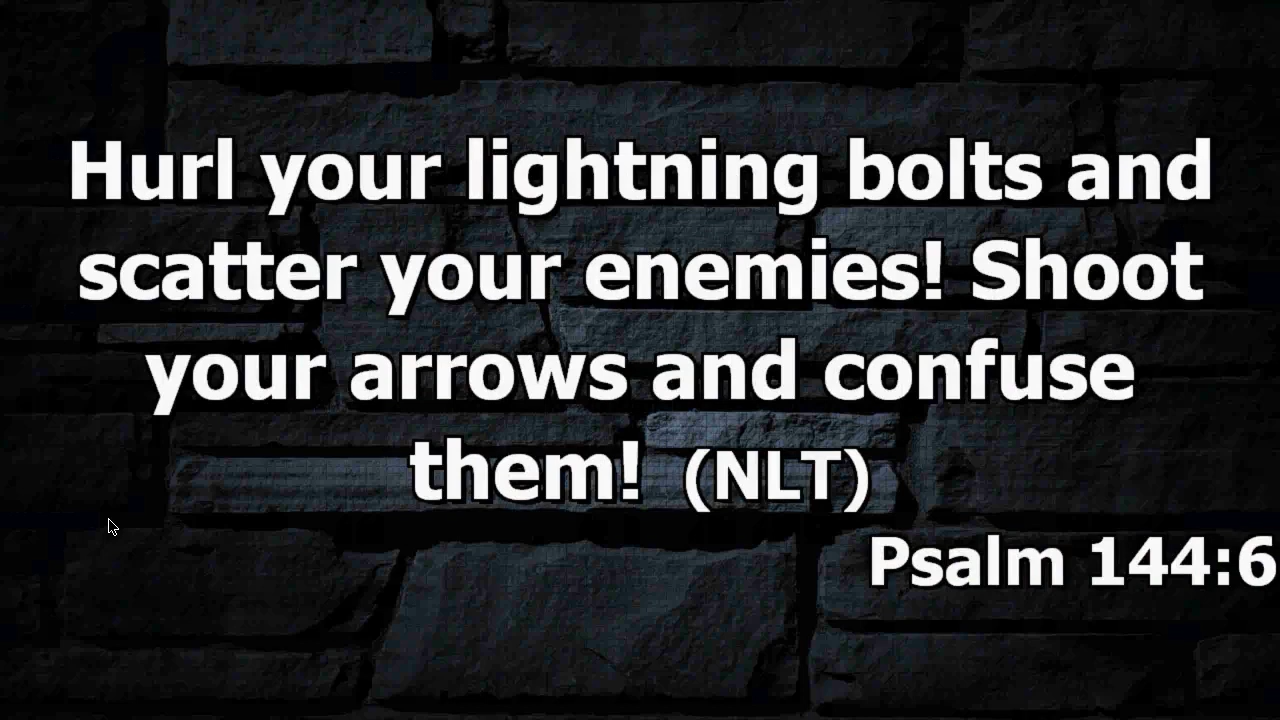 Hurl your lightning bolts and
scatter your enemies! Shoot
your arrows and confuse
them! (NLT)
Psalm 144:6